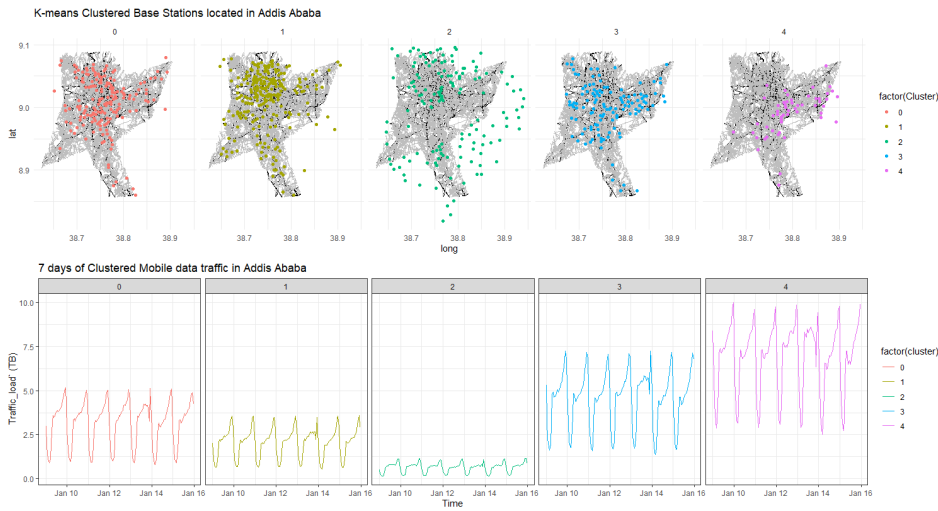 K-means Clustered Base Stations located in Addis Ababa
0 1 2 3 4
9.1
9.0
8.9
lat
38.7 38.8 38.9 38.7 38.8 38.9 38.7 38.8 38.9 38.7 38.8 38.9 38.7 38.8 38.9
long
factor(Cluster)
0
1
2
3
4
7 days of Clustered Mobile data traffic in Addis Ababa
0 1 2 3 4
10.0
7.5
5.0
2.5
0.0
Traffic_load` (TB)
Jan 10 Jan 12 Jan 14 Jan 16 Jan 10 Jan 12 Jan 14 Jan 16 Jan 10 Jan 12 Jan 14 Jan 16 Jan 10 Jan 12 Jan 14 Jan 16 Jan 10 Jan 12 Jan 14 Jan 16
Time
factor(cluster)
0
1
2
3
4